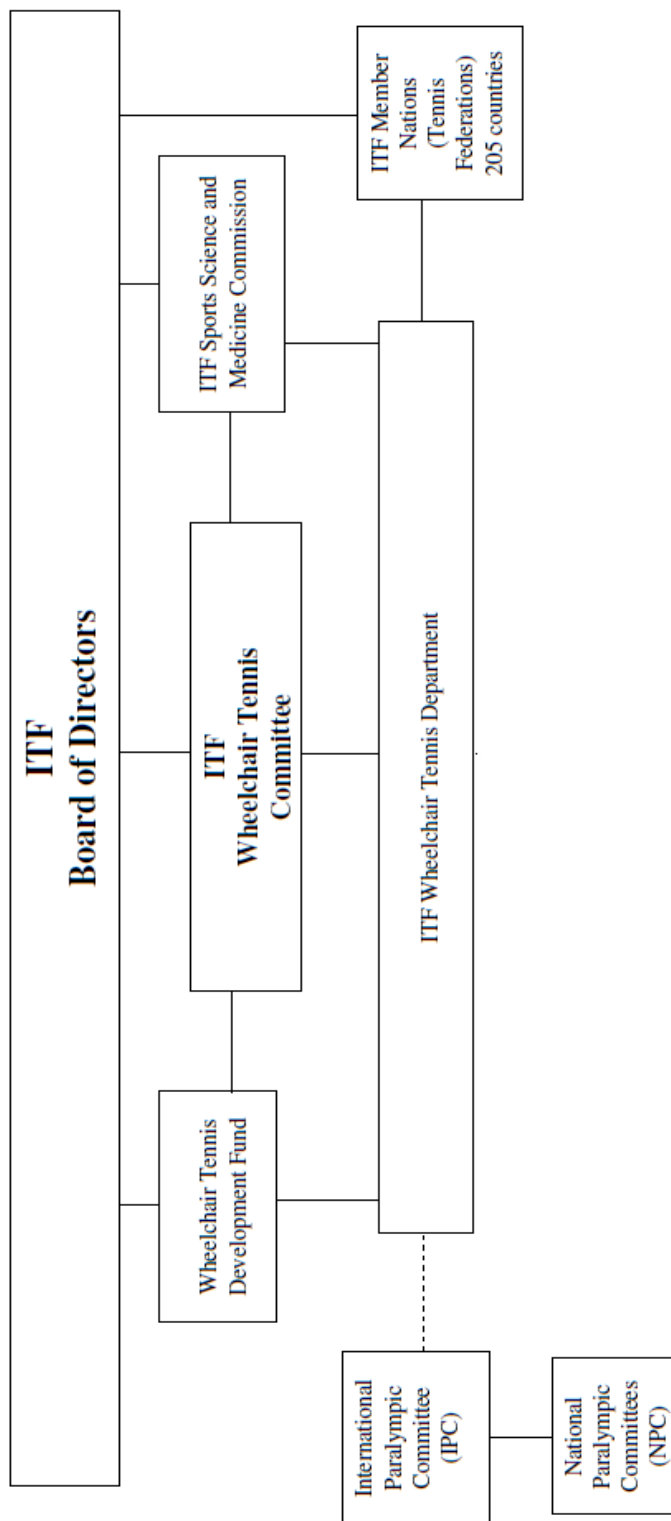 ITF
Board of Directors
Wheelchair Tennis
Development Fund
ITF
Wheelchair Tennis
Committee
ITF Sports Science and
Medicine Commission
ITF Member
Nations
(Tennis
Federations)
205 countries
International
Paralympic
Committee
(IPC)
ITF Wheelchair Tennis Department
National
Paralympic
Committees
(NPC)